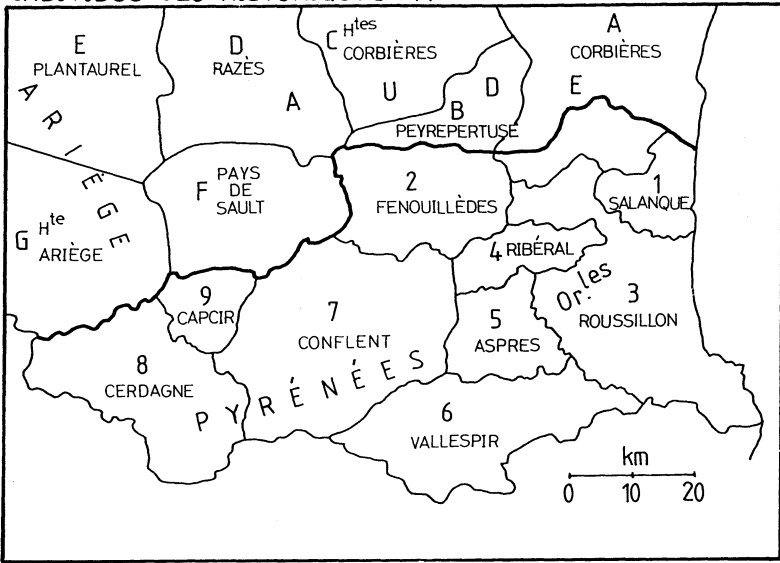 E
PLANTAUREL
D
RAZÈS
C Htes
CORBIÈRES
A
CORBIÈRES
A U D E
B
PEYREPERTUSE
ARIÈGE
F PAYS
DE
SAULT
2
FENOUILLÈDES
1
SALANQUE
G Hte
ARIÈGE
4 RIBÉRAL
9
CAPCIR
7
CONFLENT
5
ASPRES
3
ROUSSILLON
8
CERDAGNE
PYRÉNÉES Or.les
6
VALLESPIR
km
0 10 20